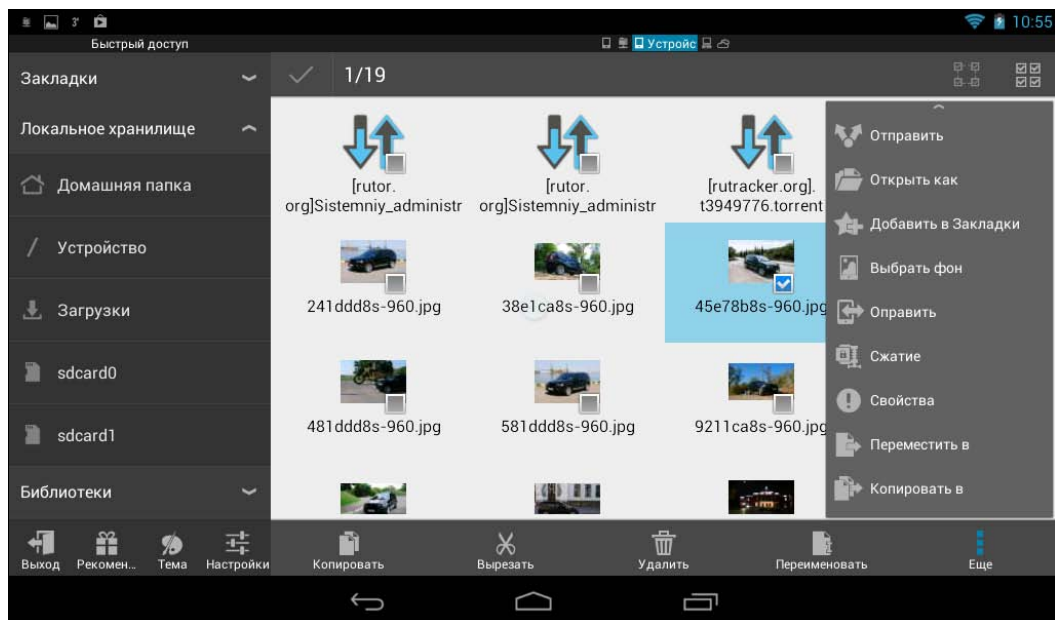 3'
10:55
Быстрый доступ
Устройс
Закладки
1/19
Локальное хранилище
Отправить
[rutor.
org]Sistemniy_administr
[rutor.
org]Sistemniy_administr
[rutracker.org].
t3949776.torrent
Домашняя папка
Открыть как
Добавить в Закладки
Устройство
Выбрать фон
241ddd8s-960.jpg
38e1ca8s-960.jpg
45e78b8s-960.jpg
Загрузки
Оправить
Сжатие
sdcard0
Свойства
481ddd8s-960.jpg
581ddd8s-960.jpg
9211ca8s-960.jpg
sdcard1
Переместить в
Библиотеки
Копировать в
Выход
Рекомен...
Тема
Настройки
Копировать
Вырезать
Удалить
Переименовать
Еще